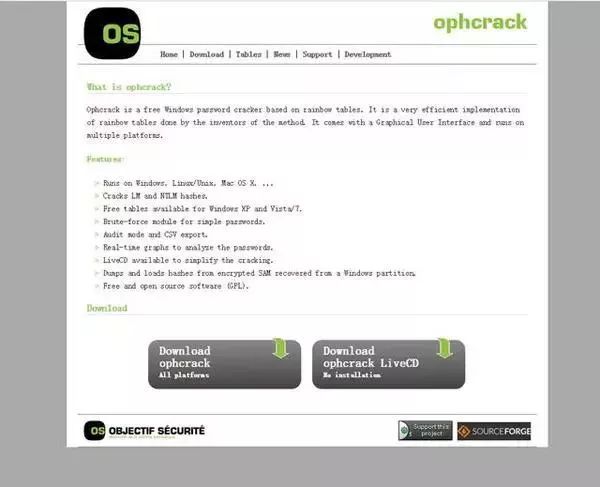 OS
ophcrack
Home | Download | Tables | News | Support | Development
What is ophcrack?
Ophcrack is a free Windows password cracker based on rainbow tables. It is a very efficient implementation
of rainbow tables done by the inventors of the method. It comes with a Graphical User Interface and runs on
multiple platforms.
Features:
> Runs on Windows, Linux/Unix, Mac OS X, ...
> Cracks LM and NTLM hashes.
> Free tables available for Windows XP and Vista/7.
> Brute-force module for simple passwords.
> Audit mode and CSV export.
> Real-time graphs to analyze the passwords.
> LiveCD available to simplify the cracking.
> Dumps and loads hashes from encrypted SAM recovered from a Windows partition.
> Free and open source software (GPL).
Download
Download
ophcrack
All platforms
Download
ophcrack LiveCD
No installation
OS OBJECTIF SÉCURITÉ
Support this
project
SOURCEFORGE